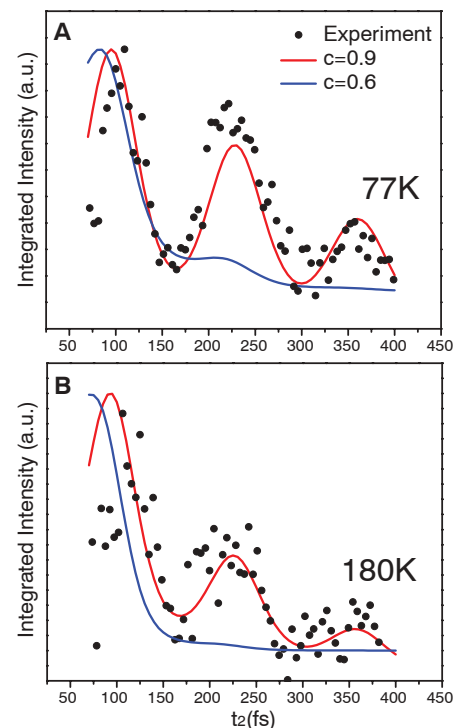 A
Experiment
c=0.9
c=0.6
77K
Integrated Intensity (a.u.)
50 100 150 200 250 300 350 400 450
B
180K
Integrated Intensity (a.u.)
50 100 150 200 250 300 350 400 450
t2(fs)